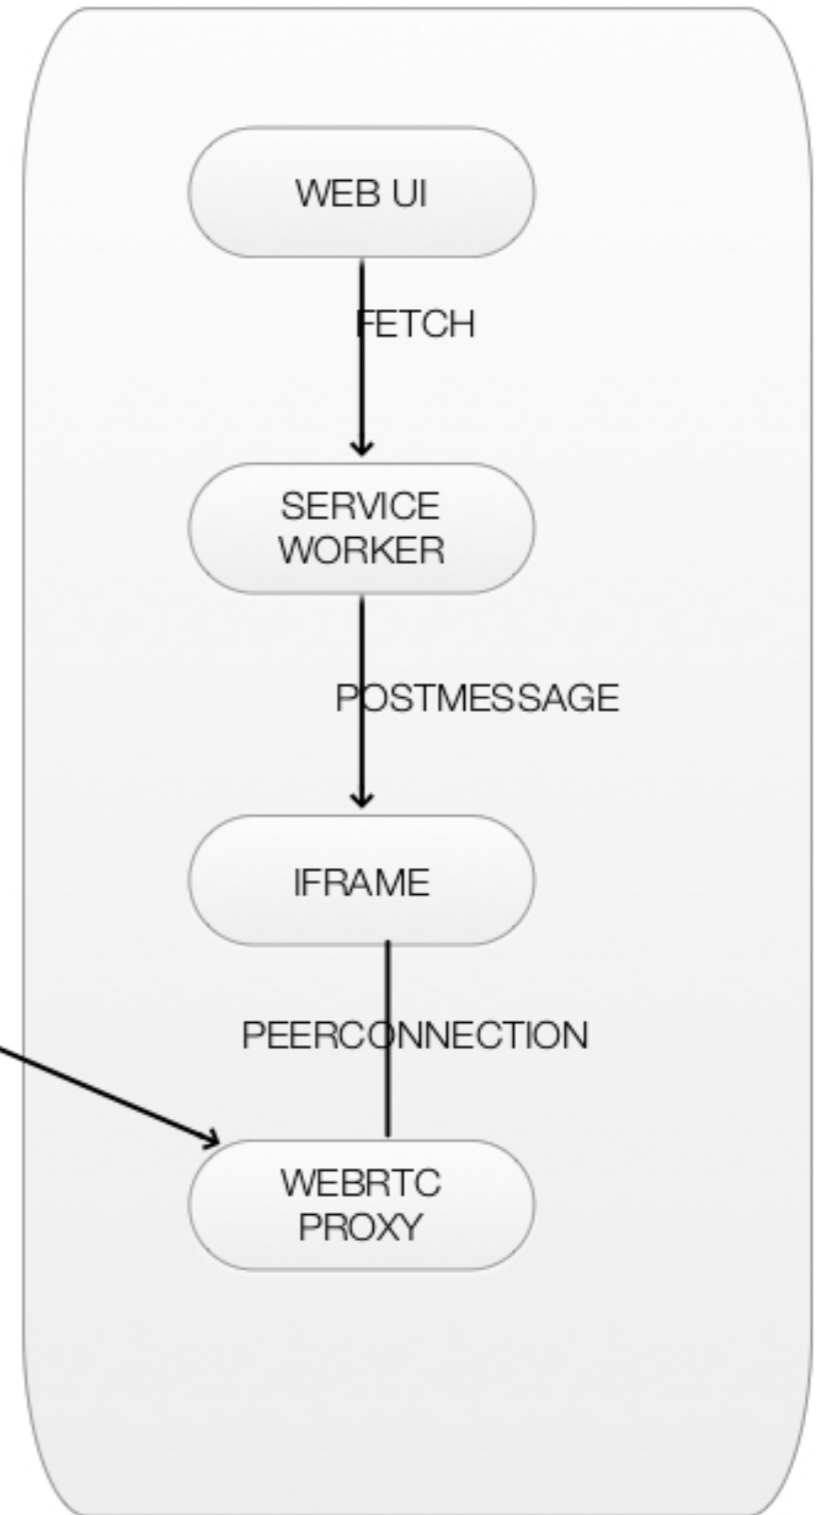 WEB UI
FETCH
SERVICE
WORKER
POSTMESSAGE
IFRAME
PEERCONNECTION
WEBRTC
PROXY